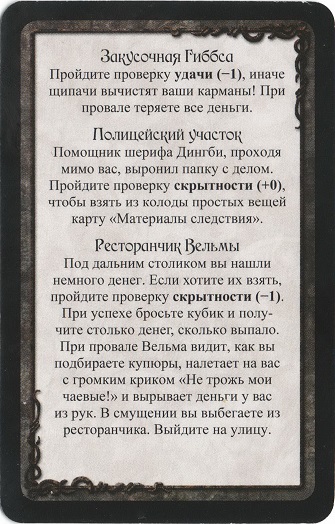 Закусочная Гиббса
Пройдите проверку удачи (−1), иначе
щипачи вычистят ваши карманы! При
провале теряете все деньги.
Полицейский участок
Помощник шерифа Дингби, проходя
мимо вас, выронил папку с делом.
Пройдите проверку скрытности (+0),
чтобы взять из колоды простых вещей
карту «Материалы следствия».
Ресторанчик Вельмы
Под дальним столиком вы нашли
немного денег. Если хотите их взять,
пройдите проверку скрытности (−1).
При успехе бросьте кубик и полу-
чите столько денег, сколько выпало.
При провале Вельма видит, как вы
подбираете купюры, налетает на вас
с громким криком «Не трожь мои
чаевые!» и вырывает деньги у вас
из рук. В смущении вы выбегаете из
ресторанчика. Выйдите на улицу.